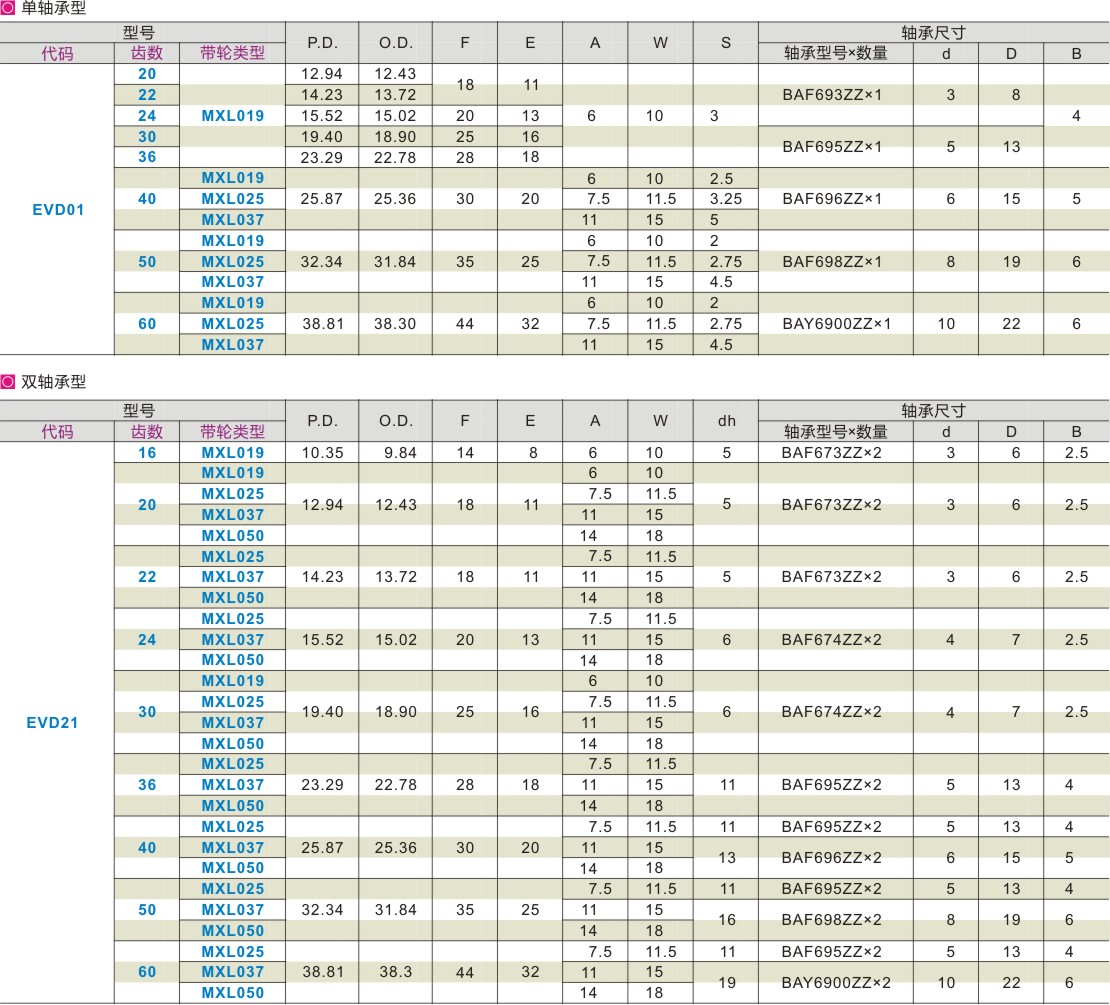 单轴承型
型号 P.D. O.D. F E A W S 轴承尺寸
代码 齿数 带轮类型 轴承型号×数量 d D B
20 12.94 12.43
18 11
22 14.23 13.72 BAF693ZZ×1 3 8
24 MXL019 15.52 15.02 20 13 6 10 3 4
30 19.40 18.90 25 16
BAF695ZZ×1 5 13
36 23.29 22.78 28 18
MXL019 6 10 2.5
40 MXL025 25.87 25.36 30 20 7.5 11.5 3.25 BAF696ZZ×1 6 15 5
EVD01
MXL037 11 15 5
MXL019 6 10 2
50 MXL025 32.34 31.84 35 25 7.5 11.5 2.75 BAF698ZZ×1 8 19 6
MXL037 11 15 4.5
MXL019 6 10 2
60 MXL025 38.81 38.30 44 32 7.5 11.5 2.75 BAY6900ZZ×1 10 22 6
MXL037 11 15 4.5
双轴承型
型号 P.D. O.D. F E A W dh 轴承尺寸
代码 齿数 带轮类型 轴承型号×数量 d D B
16 MXL019 10.35 9.84 14 8 6 10 5 BAF673ZZ×2 3 6 2.5
MXL019 6 10
MXL025 7.5 11.5
20 12.94 12.43 18 11 5 BAF673ZZ×2 3 6 2.5
MXL037 11 15
MXL050 14 18
MXL025 7.5 11.5
22 MXL037 14.23 13.72 18 11 11 15 5 BAF673ZZ×2 3 6 2.5
MXL050 14 18
MXL025 7.5 11.5
24 MXL037 15.52 15.02 20 13 11 15 6 BAF674ZZ×2 4 7 2.5
MXL050 14 18
MXL019 6 10
MXL025 7.5 11.5
30 19.40 18.90 25 16 6 BAF674ZZ×2 4 7 2.5
EVD21
MXL037 11 15
MXL050 14 18
MXL025 7.5 11.5
36 MXL037 23.29 22.78 28 18 11 15 11 BAF695ZZ×2 5 13 4
MXL050 14 18
MXL025 7.5 11.5 11 BAF695ZZ×2 5 13 4
40 MXL037 25.87 25.36 30 20 11 15
13 BAF696ZZ×2 6 15 5
MXL050 14 18
MXL025 7.5 11.5 11 BAF695ZZ×2 5 13 4
50 MXL037 32.34 31.84 35 25 11 15
16 BAF698ZZ×2 8 19 6
MXL050 14 18
MXL025 7.5 11.5 11 BAF695ZZ×2 5 13 4
60 MXL037 38.81 38.3 44 32 11 15
19 BAY6900ZZ×2 10 22 6
MXL050 14 18